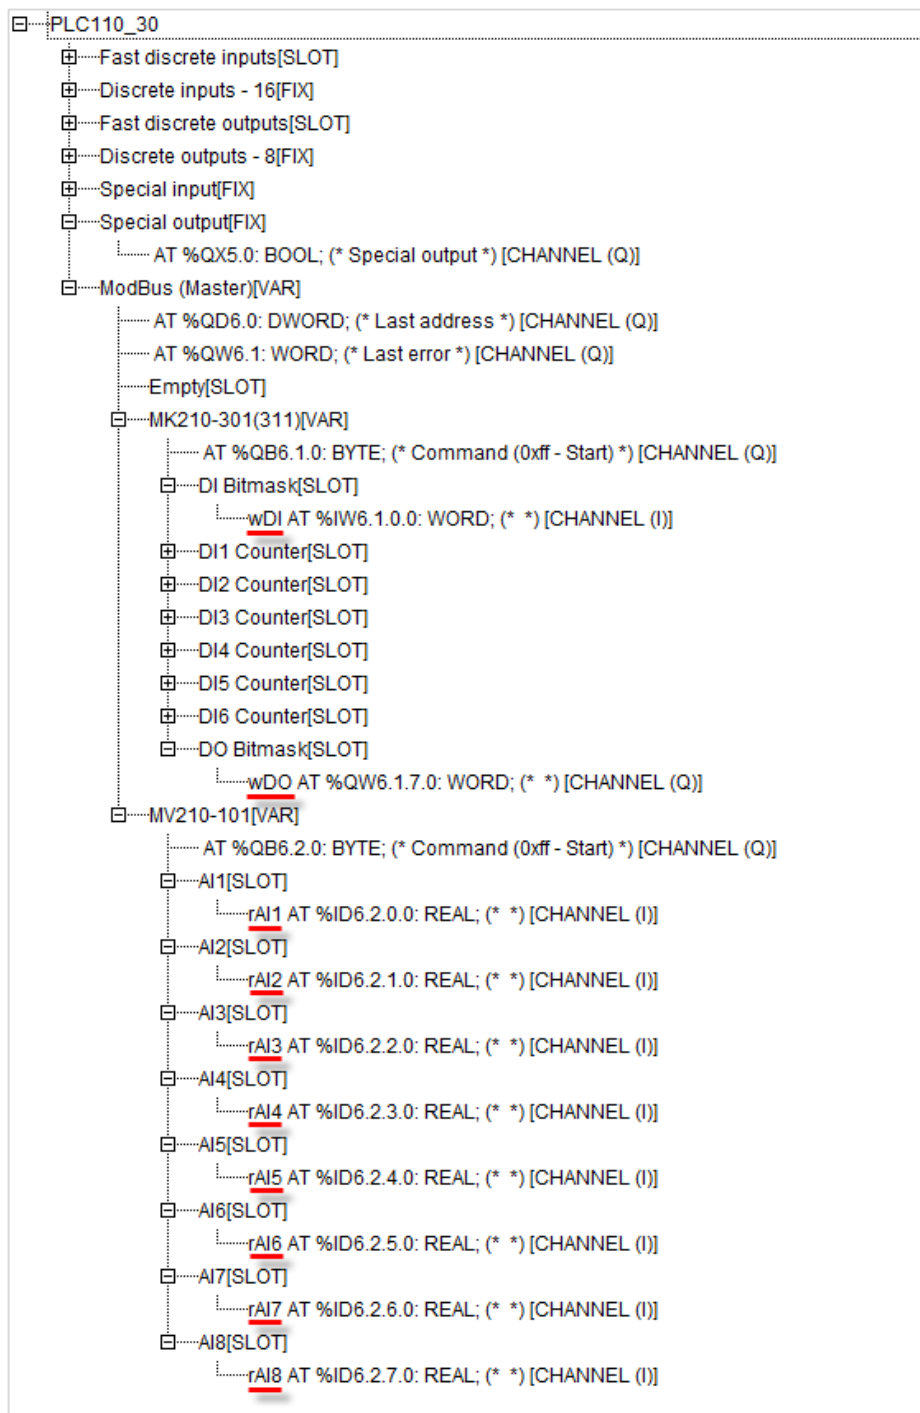 PLC110_30
Fast discrete inputs[SLOT]
Discrete inputs - 16[FIX]
Fast discrete outputs[SLOT]
Discrete outputs - 8[FIX]
Special input[FIX]
Special output[FIX]
AT %QX5.0: BOOL; (* Special output *) [CHANNEL (Q)]
ModBus (Master)[VAR]
AT %QD6.0: DWORD; (* Last address *) [CHANNEL (Q)]
AT %QW6.1: WORD; (* Last error *) [CHANNEL (Q)]
Empty[SLOT]
MK210-301(311)[VAR]
AT %QB6.1.0: BYTE; (* Command (0xff - Start) *) [CHANNEL (Q)]
DI Bitmask[SLOT]
wDI AT %IW6.1.0.0: WORD; (* *) [CHANNEL (I)]
DI1 Counter[SLOT]
DI2 Counter[SLOT]
DI3 Counter[SLOT]
DI4 Counter[SLOT]
DI5 Counter[SLOT]
DI6 Counter[SLOT]
DO Bitmask[SLOT]
wDO AT %QW6.1.7.0: WORD; (* *) [CHANNEL (Q)]
MV210-101[VAR]
AT %QB6.2.0: BYTE; (* Command (0xff - Start) *) [CHANNEL (Q)]
AI1[SLOT]
rAI1 AT %ID6.2.0.0: REAL; (* *) [CHANNEL (I)]
AI2[SLOT]
rAI2 AT %ID6.2.1.0: REAL; (* *) [CHANNEL (I)]
AI3[SLOT]
rAI3 AT %ID6.2.2.0: REAL; (* *) [CHANNEL (I)]
AI4[SLOT]
rAI4 AT %ID6.2.3.0: REAL; (* *) [CHANNEL (I)]
AI5[SLOT]
rAI5 AT %ID6.2.4.0: REAL; (* *) [CHANNEL (I)]
AI6[SLOT]
rAI6 AT %ID6.2.5.0: REAL; (* *) [CHANNEL (I)]
AI7[SLOT]
rAI7 AT %ID6.2.6.0: REAL; (* *) [CHANNEL (I)]
AI8[SLOT]
rAI8 AT %ID6.2.7.0: REAL; (* *) [CHANNEL (I)]